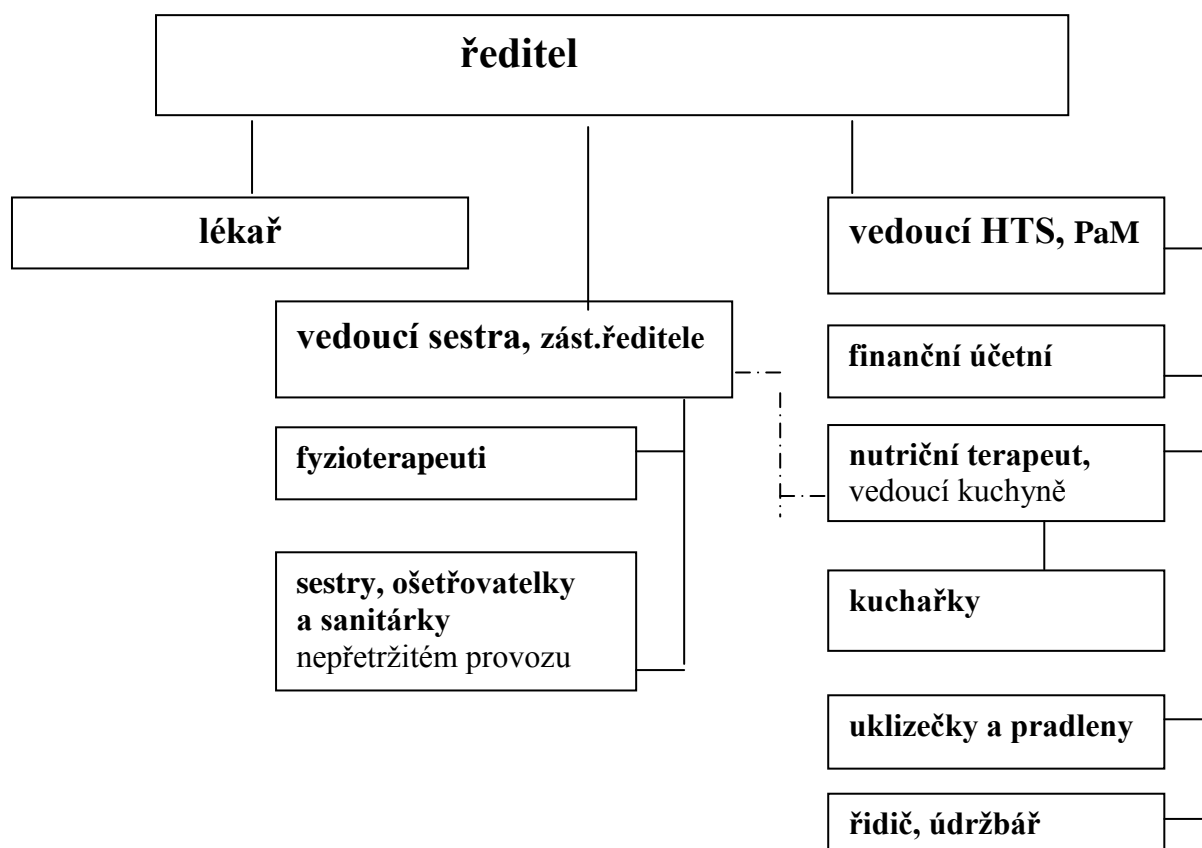 ředitel
lékař
vedoucí HTS, PaM
vedoucí sestra, zást.ředitele
finanční účetní
fyzioterapeuti
nutriční terapeut,
vedoucí kuchyně
sestry, ošetřovatelky
a sanitárky
nepřetržitém provozu
kuchařky
uklizečky a pradleny
řidič, údržbář